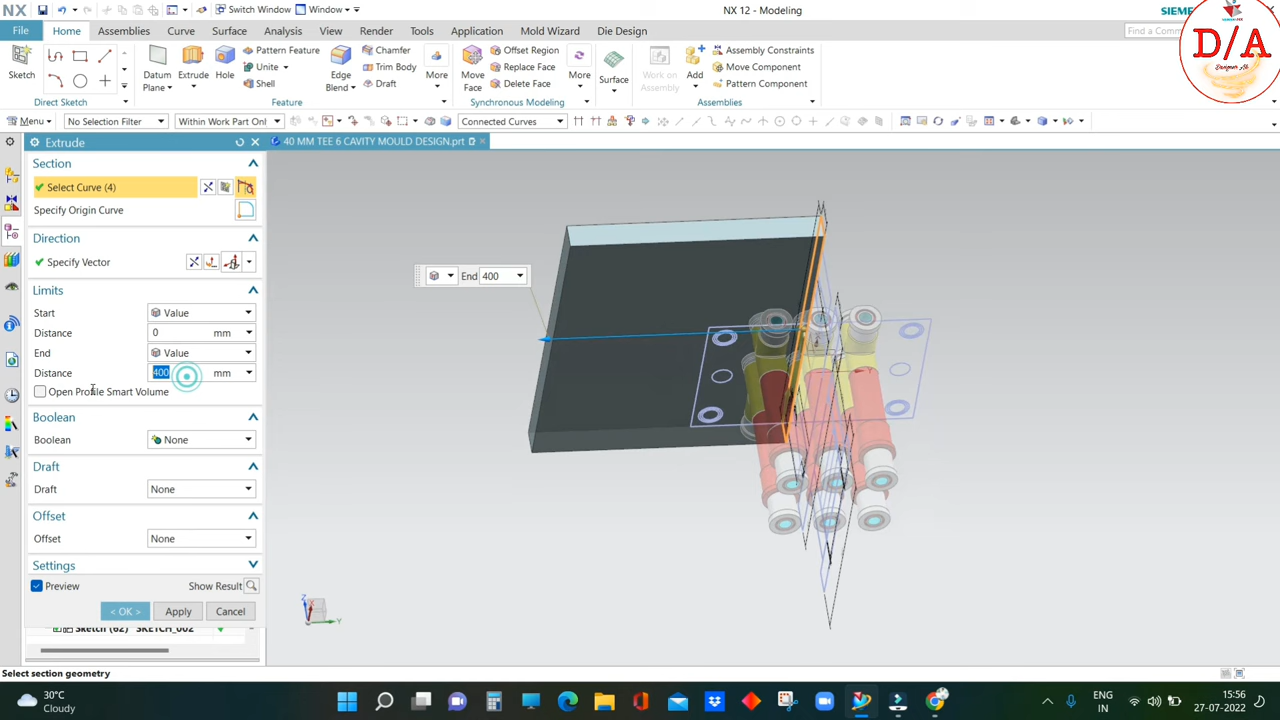 NX Switch Window Window NX 12 - Modeling SIEM
File Home Assemblies Curve Surface Analysis View Render Tools Application Mold Wizard Die Design Find a Comm
Sketch Datum Plane Extrude Hole Pattern Feature Unite Shell Edge Blend Chamfer Trim Body Draft More Move Face Offset Region Replace Face Delete Face More Surface Work on Assembly Add Assembly Constraints Move Component Pattern Component
Direct Sketch Feature Synchronous Modeling Assemblies
D/A
Designer Ab
Menu No Selection Filter Within Work Part Only Connected Curves
Extrude 40 MM TEE 6 CAVITY MOULD DESIGN.prt
Section
Select Curve (4)
Specify Origin Curve
Direction
Specify Vector
End 400
Limits
Start Value
Distance 0 mm
End Value
Distance 400 mm
Open Profile Smart Volume
Boolean
Boolean None
Draft
Draft None
Offset
Offset None
Settings
Preview Show Result
< OK > Apply Cancel
Sketch (62) "SKETCH_002"
Z X Y
Select section geometry
30°C
Cloudy
ENG
IN
15:56
27-07-2022